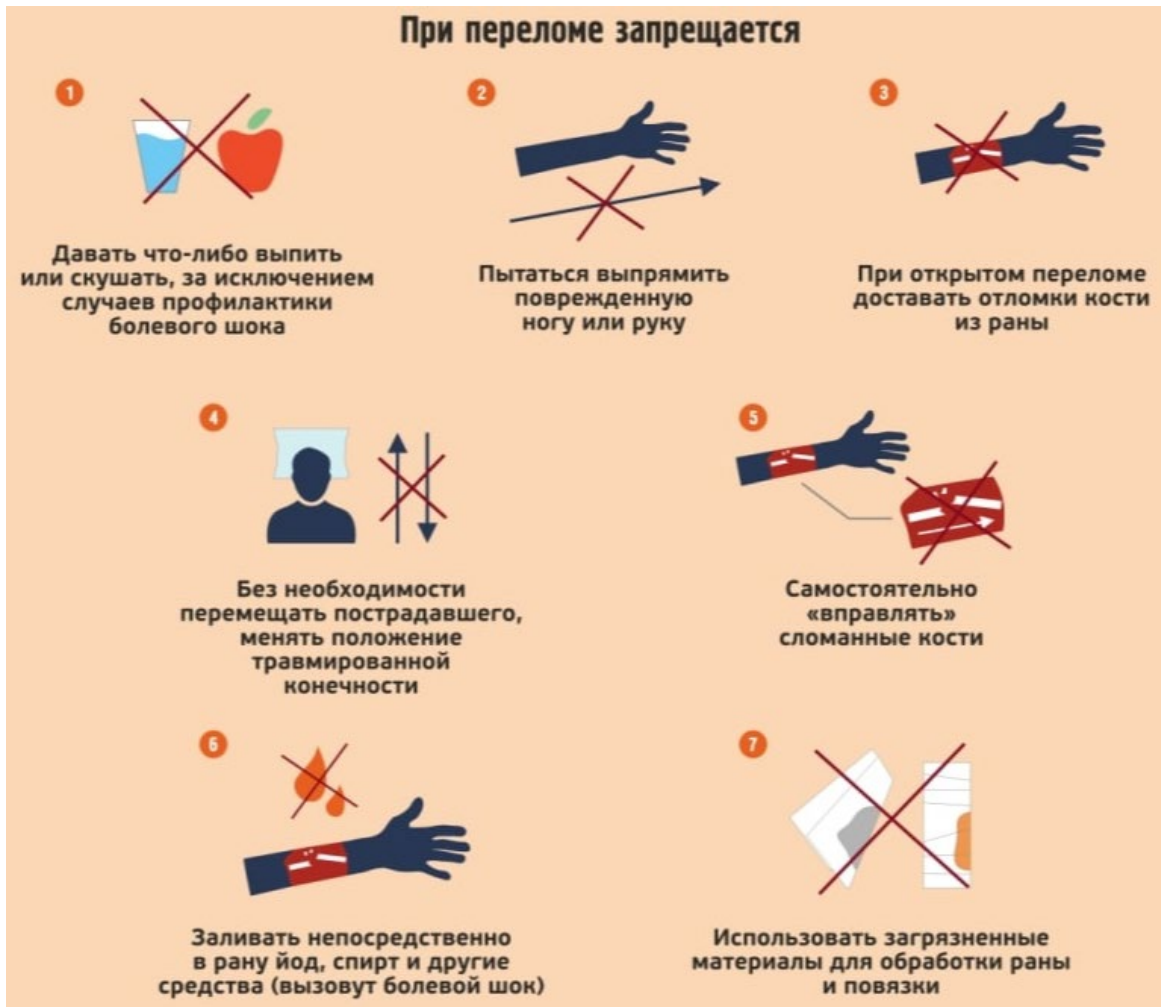 При переломе запрещается
1
Давать что-либо выпить
или скушать, за исключением
случаев профилактики
болевого шока
2
Пытаться выпрямить
поврежденную
ногу или руку
3
При открытом переломе
доставать отломки кости
из раны
4
Без необходимости
перемещать пострадавшего,
менять положение
травмированной
конечности
5
Самостоятельно
«вправлять»
сломанные кости
6
Заливать непосредственно
в рану йод, спирт и другие
средства (вызовут болевой шок)
7
Использовать загрязненные
материалы для обработки раны
и повязки